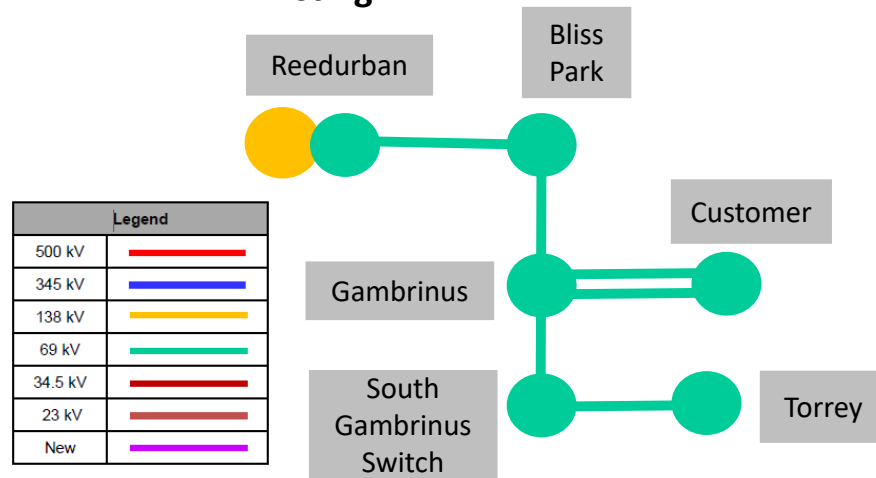 Bliss
Park
Reedurban
Customer
Legend
500 kV
345 kV
138 kV
69 kV
34.5 kV
23 kV
New
Gambrinus
South
Gambrinus
Switch
Torrey